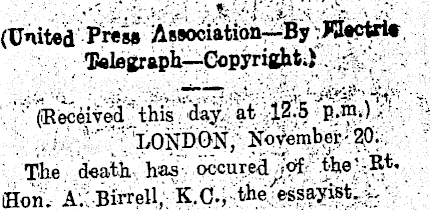 (United Press Association—By Electric
Telegraph—Copyright.)
(Received this day at 12.5 p.m.)
LONDON, November 20.
The death has occured of the Rt.
Hon. A. Birrell, K.C., the essayist.